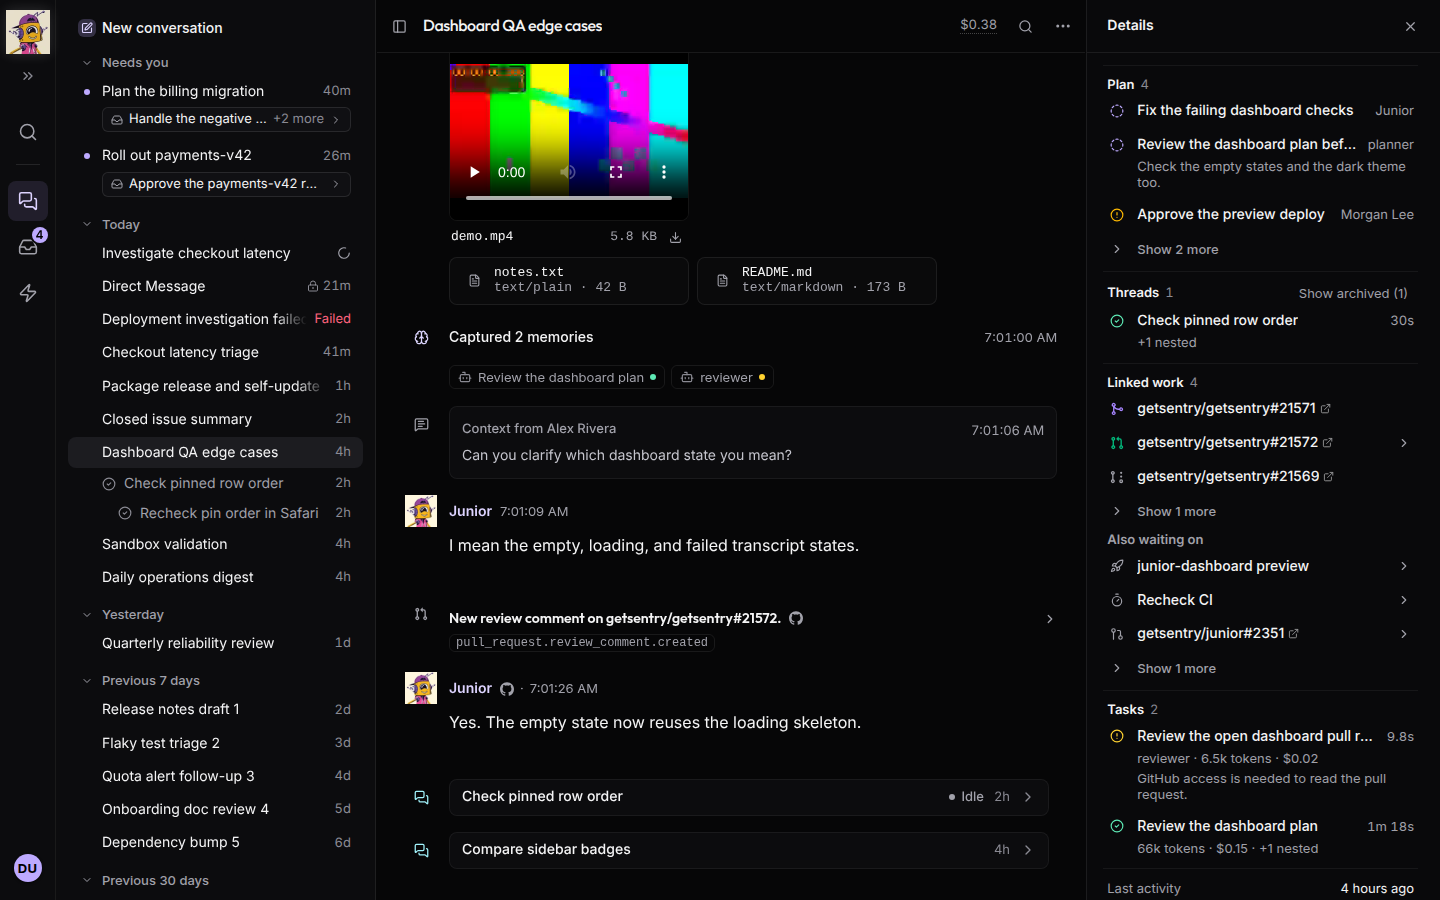 New conversation
Needs you
Plan the billing migration 40m
Handle the negative ... +2 more
Roll out payments-v42 26m
Approve the payments-v42 r...
Today
Investigate checkout latency
Direct Message 21m
Deployment investigation failed Failed
Checkout latency triage 41m
Package release and self-update 1h
Closed issue summary 2h
Dashboard QA edge cases 4h
Check pinned row order 2h
Recheck pin order in Safari 2h
Sandbox validation 4h
Daily operations digest 4h
Yesterday
Quarterly reliability review 1d
Previous 7 days
Release notes draft 1 2d
Flaky test triage 2 3d
Quota alert follow-up 3 4d
Onboarding doc review 4 5d
Dependency bump 5 6d
Previous 30 days
4
DU
Dashboard QA edge cases $0.38
0:00
demo.mp4 5.8 KB
notes.txt
text/plain · 42 B
README.md
text/markdown · 173 B
Captured 2 memories 7:01:00 AM
Review the dashboard plan
reviewer
Context from Alex Rivera 7:01:06 AM
Can you clarify which dashboard state you mean?
Junior 7:01:09 AM
I mean the empty, loading, and failed transcript states.
New review comment on getsentry/getsentry#21572.
pull_request.review_comment.created
Junior · 7:01:26 AM
Yes. The empty state now reuses the loading skeleton.
Check pinned row order Idle 2h
Compare sidebar badges 4h
Details
Plan 4
Fix the failing dashboard checks Junior
Review the dashboard plan bef... planner
Check the empty states and the dark theme
too.
Approve the preview deploy Morgan Lee
Show 2 more
Threads 1 Show archived (1)
Check pinned row order 30s
+1 nested
Linked work 4
getsentry/getsentry#21571
getsentry/getsentry#21572
getsentry/getsentry#21569
Show 1 more
Also waiting on
junior-dashboard preview
Recheck CI
getsentry/junior#2351
Show 1 more
Tasks 2
Review the open dashboard pull r... 9.8s
reviewer · 6.5k tokens · $0.02
GitHub access is needed to read the pull
request.
Review the dashboard plan 1m 18s
66k tokens · $0.15 · +1 nested
Last activity 4 hours ago